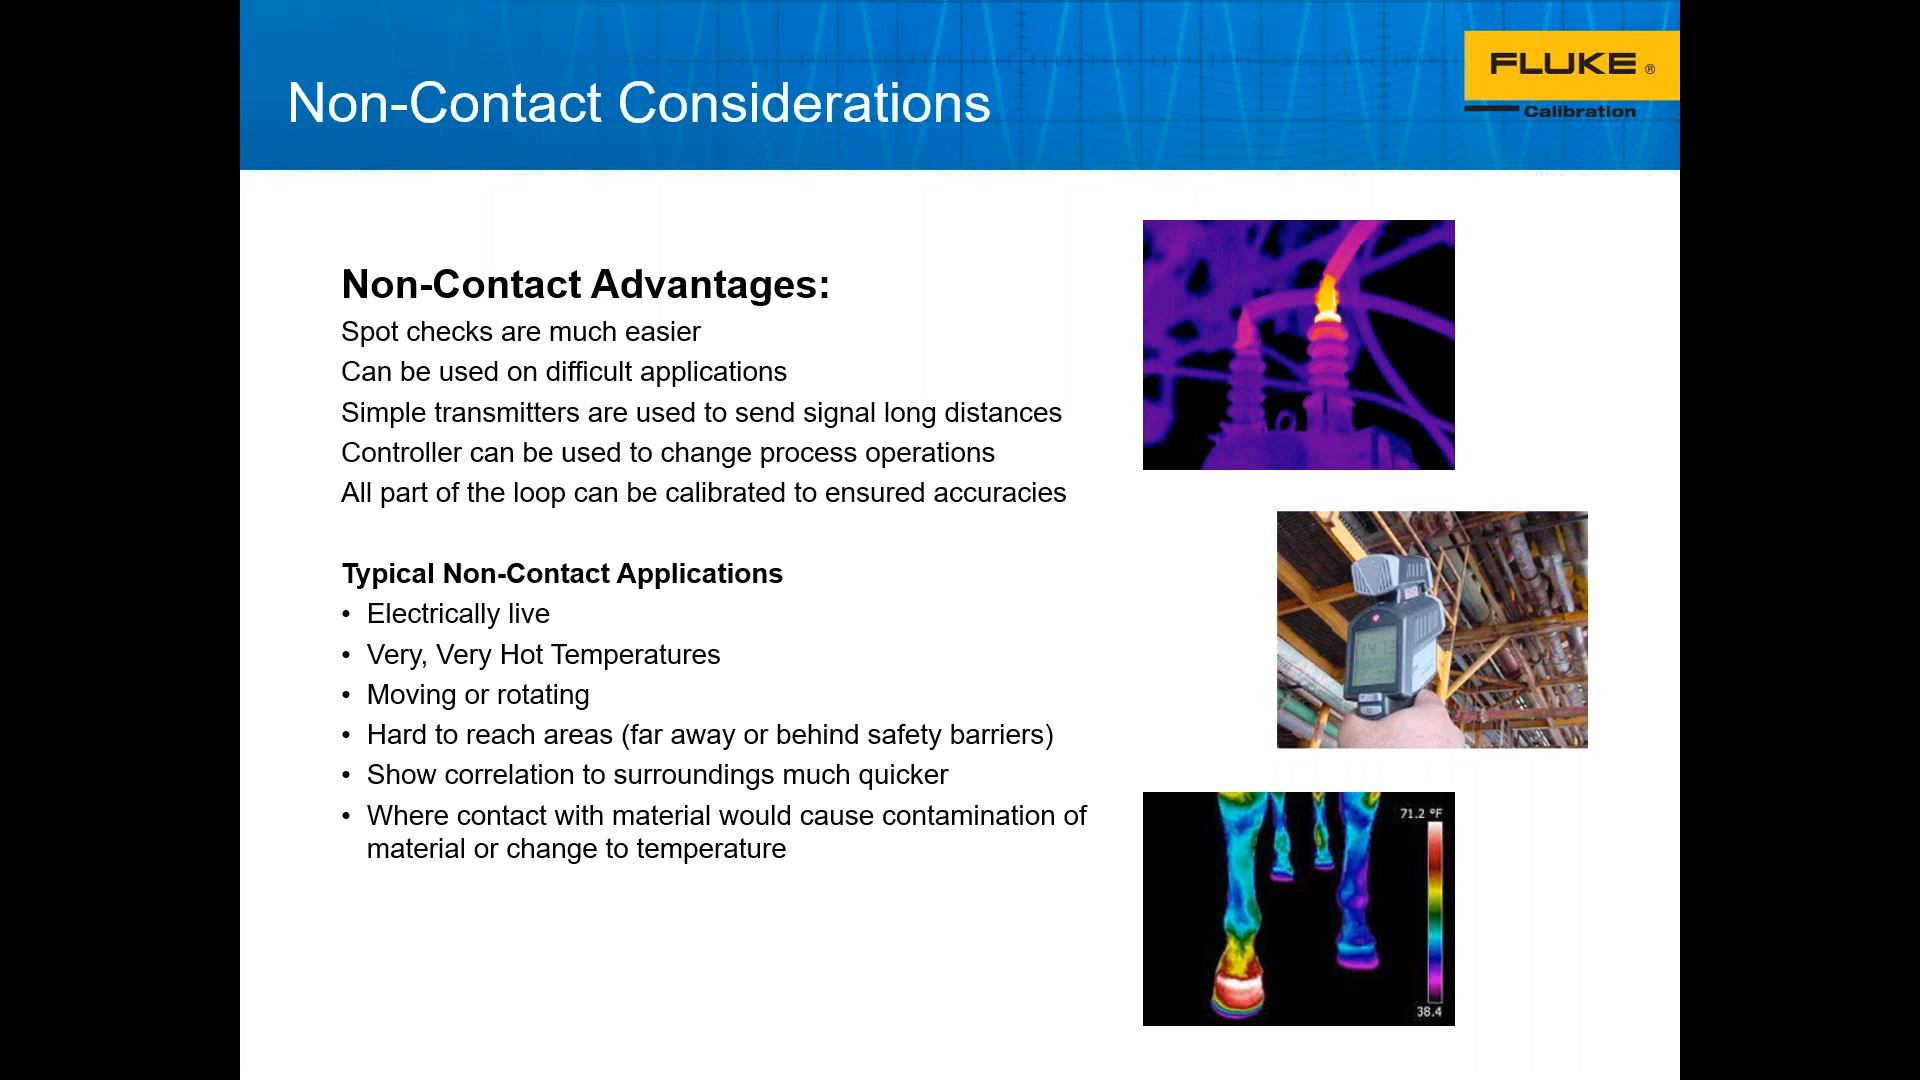 Non-Contact Considerations
FLUKE ®
Calibration
Non-Contact Advantages:
Spot checks are much easier
Can be used on difficult applications
Simple transmitters are used to send signal long distances
Controller can be used to change process operations
All part of the loop can be calibrated to ensured accuracies
Typical Non-Contact Applications
• Electrically live
• Very, Very Hot Temperatures
• Moving or rotating
• Hard to reach areas (far away or behind safety barriers)
• Show correlation to surroundings much quicker
• Where contact with material would cause contamination of
material or change to temperature
71.2 °F
38.4